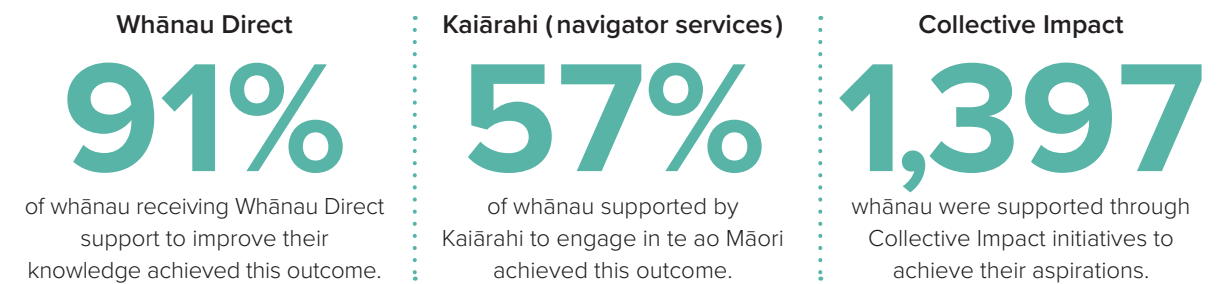 Whānau Direct
91%
of whānau receiving Whānau Direct
support to improve their
knowledge achieved this outcome.
Kaiārahi (navigator services)
57%
of whānau supported by
Kaiārahi to engage in te ao Māori
achieved this outcome.
Collective Impact
1,397
whānau were supported through
Collective Impact initiatives to
achieve their aspirations.